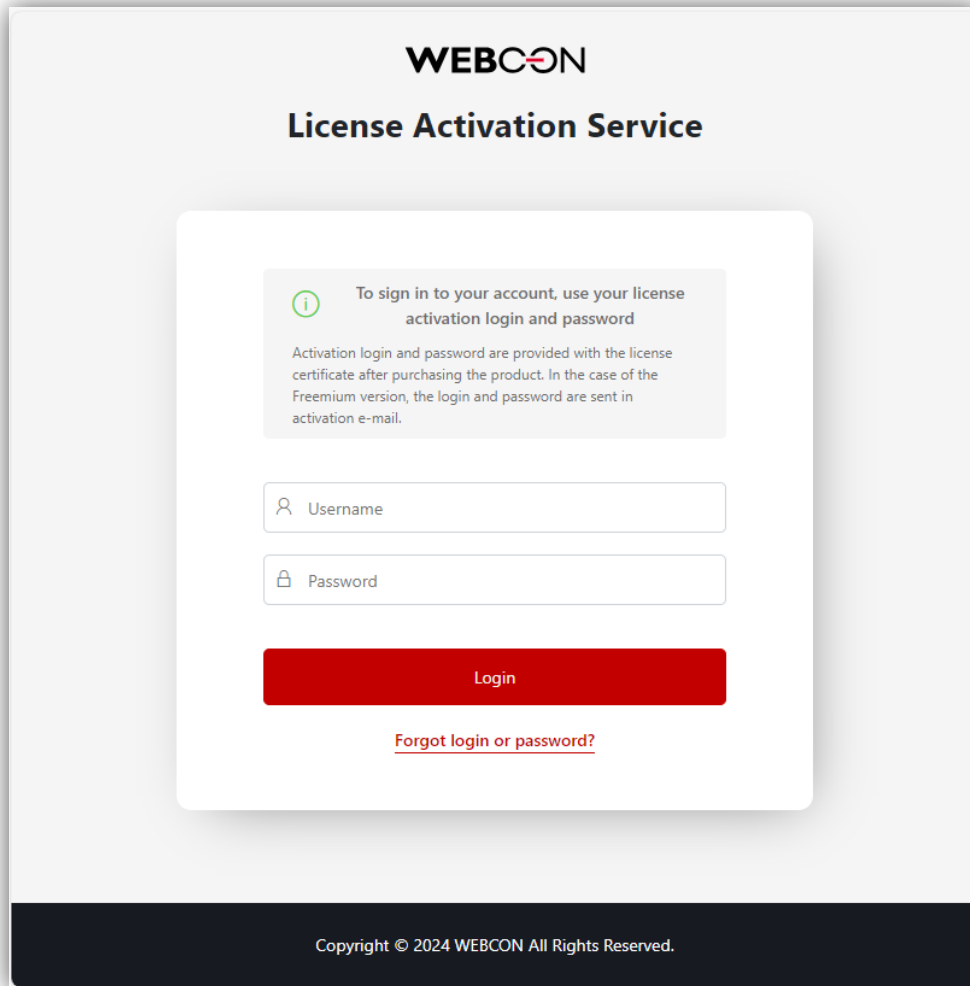 WEBCON
License Activation Service
To sign in to your account, use your license
activation login and password
Activation login and password are provided with the license
certificate after purchasing the product. In the case of the
Freemium version, the login and password are sent in
activation e-mail.
Username
Password
Login
Forgot login or password?
Copyright © 2024 WEBCON All Rights Reserved.